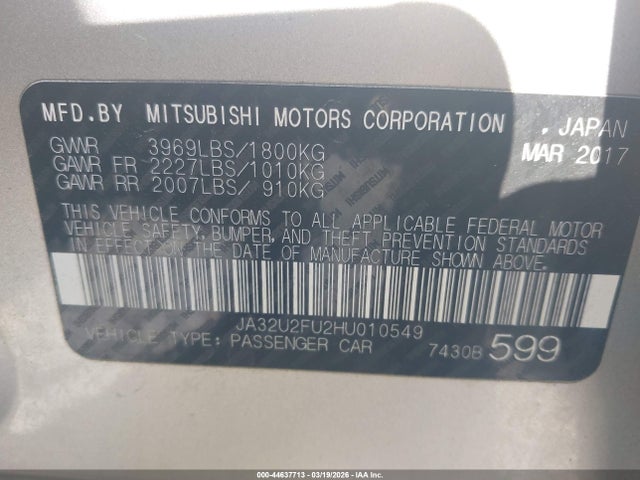 MFD.BY MITSUBISHI MOTORS CORPORATION , JAPAN
GVWR 3969LBS/1800KG MAR 2017
GAWR FR 2227LBS/1010KG
GAWR RR 2007LBS/ 910KG
THIS VEHICLE CONFORMS TO ALL APPLICABLE FEDERAL MOTOR
VEHICLE SAFETY, BUMPER, AND THEFT PREVENTION STANDARDS
IN EFFECT ON THE DATE OF MANUFACTURE SHOWN ABOVE.
JA32U2FU2HU010549
VEHICLE TYPE: PASSENGER CAR 7430B 599
000-44637713 - 03/19/2026 - IAA Inc.